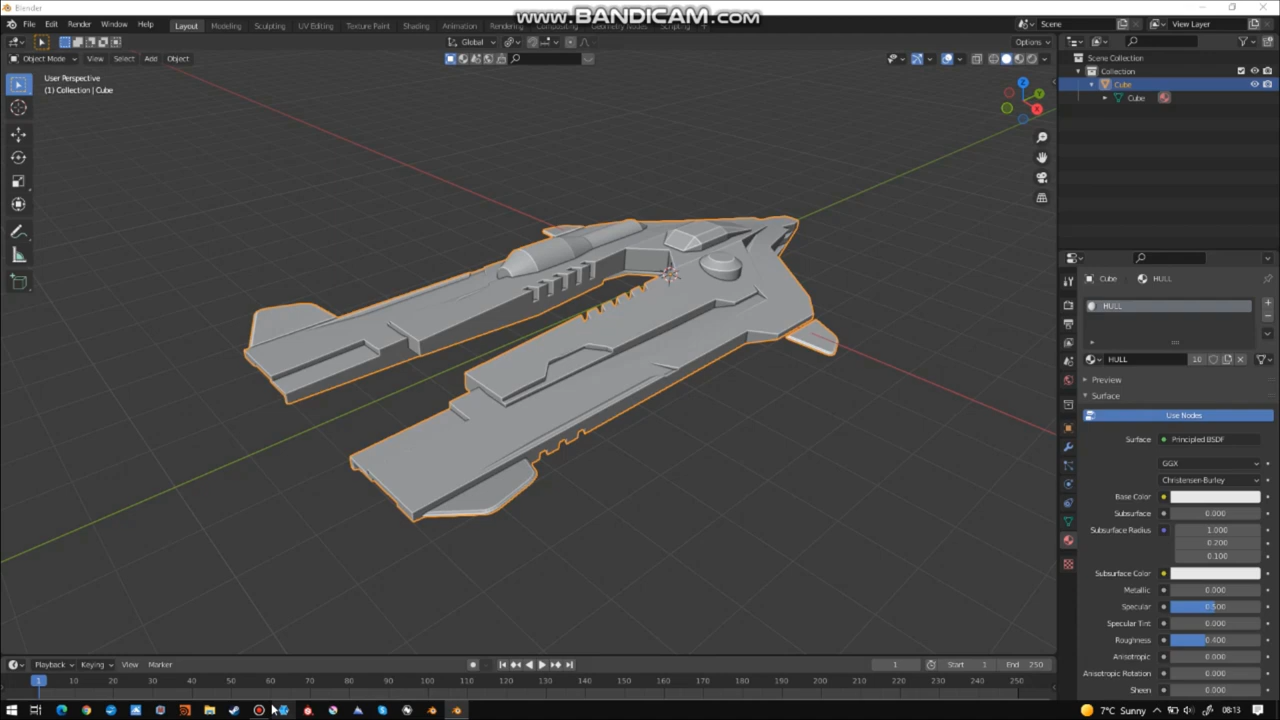 Blender
www.BANDICAM.com
File Edit Render Window Help Layout Modeling Sculpting UV Editing Texture Paint Shading Animation Rendering Compositing Geometry Nodes Scripting + Scene View Layer
Global Options
Object Mode View Select Add Object
User Perspective
(1) Collection | Cube
Z
Y
X
Scene Collection
Collection
Cube
Cube
Cube HULL
HULL
HULL 10
Preview
Surface
Use Nodes
Surface Principled BSDF
GGX
Christensen-Burley
Base Color
Subsurface 0.000
Subsurface Radius 1.000
0.200
0.100
Subsurface Color
Metallic 0.000
Specular 0.500
Specular Tint 0.000
Roughness 0.400
Anisotropic 0.000
Anisotropic Rotation 0.000
Sheen 0.000
Playback Keying View Marker 1 Start 1 End 250
1 10 20 30 40 50 60 70 80 90 100 110 120 130 140 150 160 170 180 190 200 210 220 230 240 250
7°C Sunny 08:13